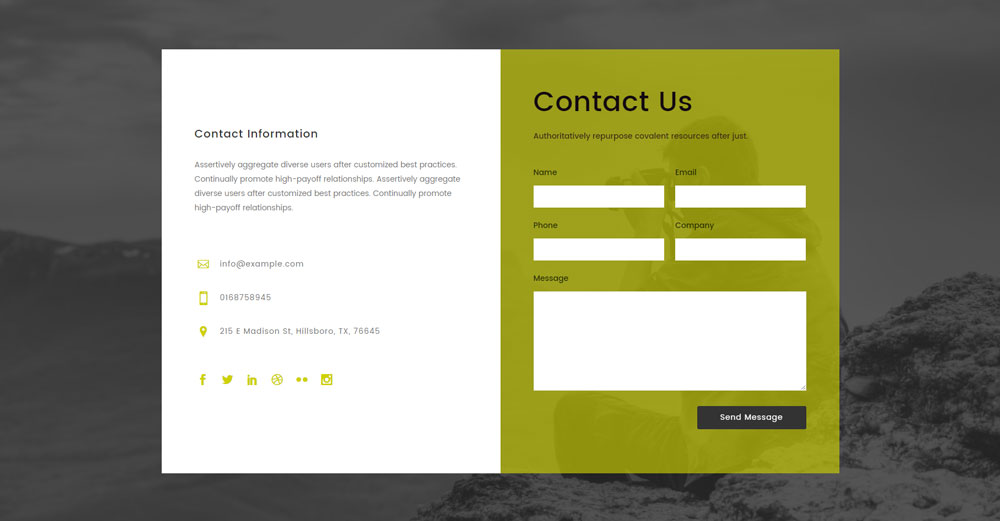 Contact Information
Assertively aggregate diverse users after customized best practices.
Continually promote high-payoff relationships. Assertively aggregate
diverse users after customized best practices. Continually promote
high-payoff relationships.
info@example.com
0168758945
215 E Madison St, Hillsboro, TX, 76645
Contact Us
Authoritatively repurpose covalent resources after just.
Name Email
Phone Company
Message
Send Message